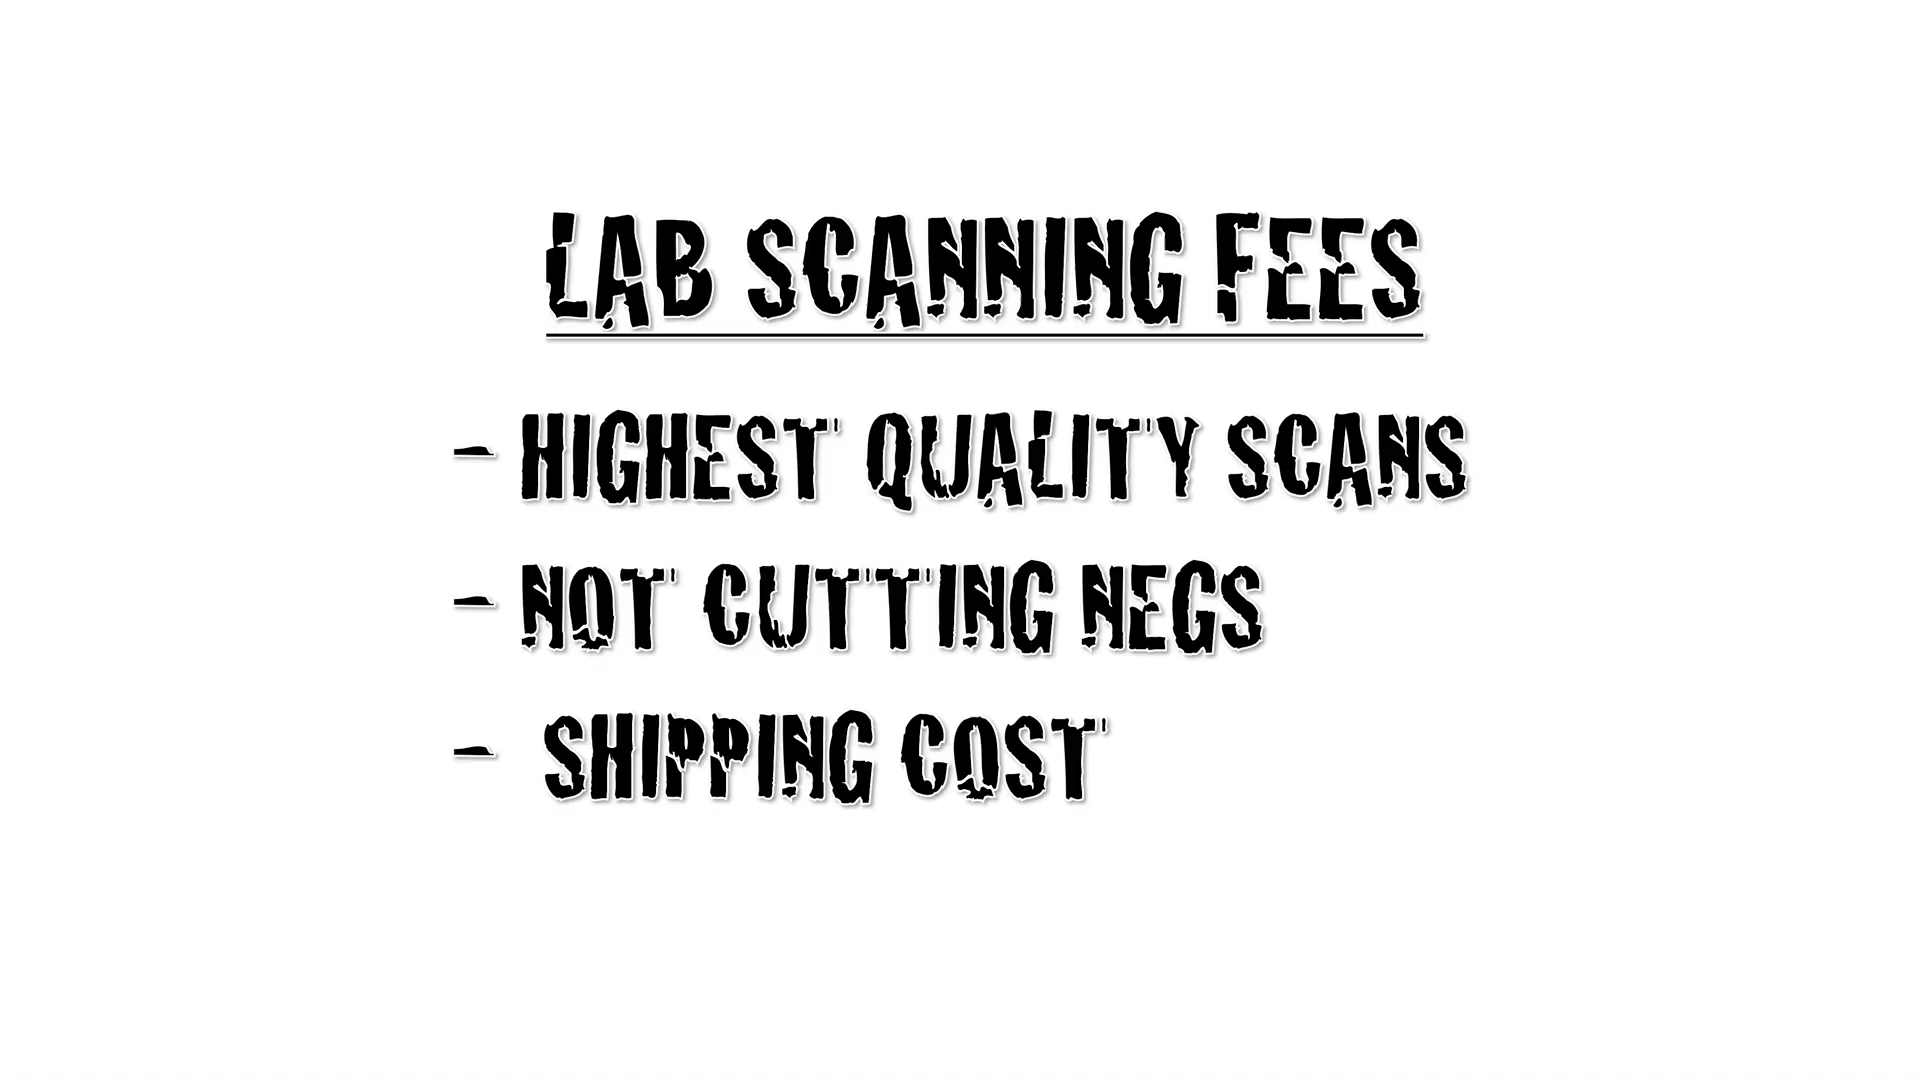 LAB SCANNING FEES
- HIGHEST QUALITY SCANS
- NOT CUTTING NEGS
- SHIPPING COST